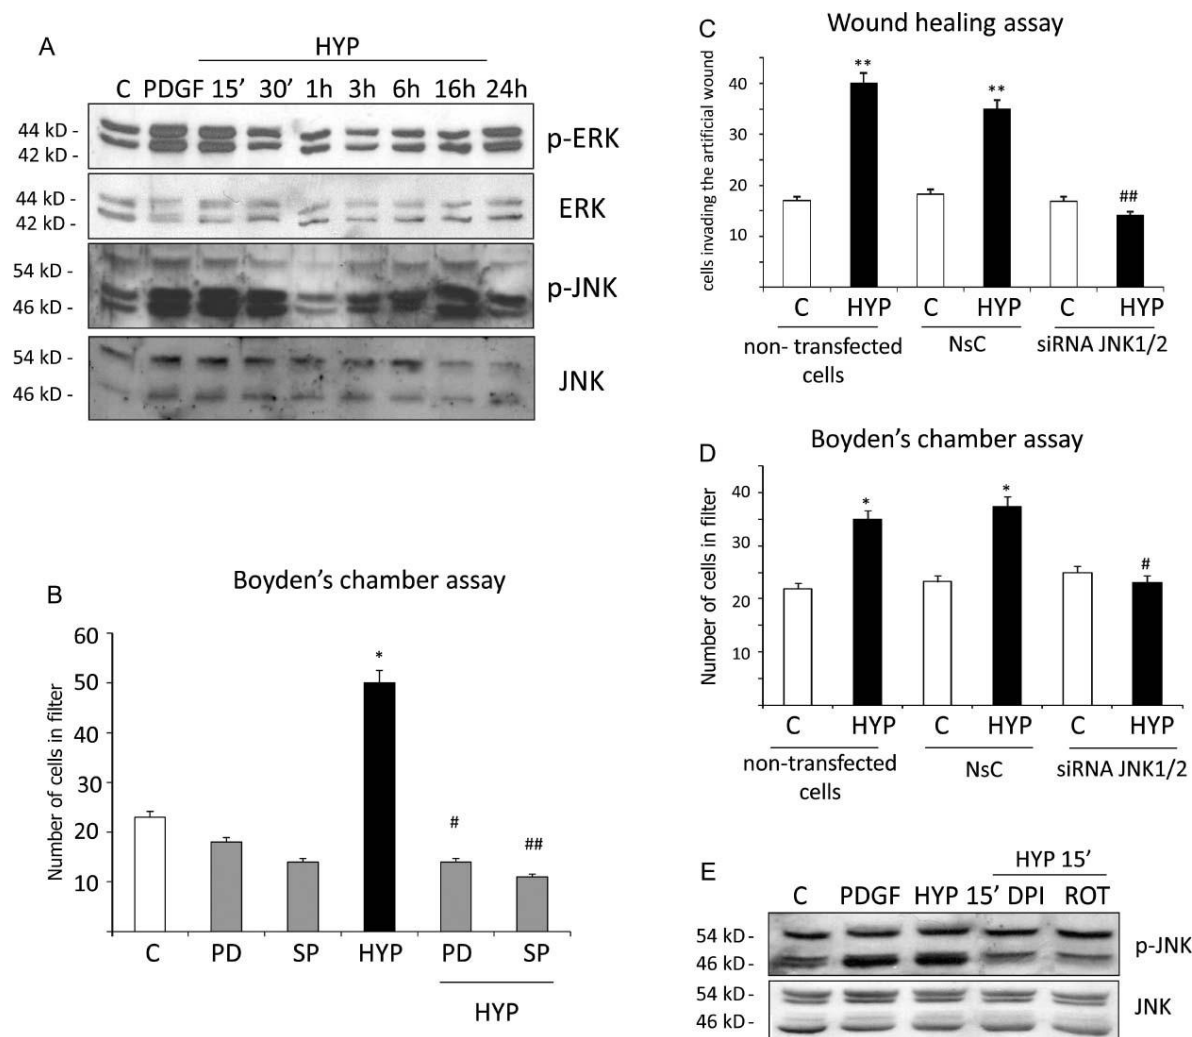 A
HYP
C PDGF 15' 30' 1h 3h 6h 16h 24h
44 kD -
42 kD -
p-ERK
44 kD -
42 kD -
ERK
54 kD -
46 kD -
p-JNK
54 kD -
46 kD -
JNK
B
Boyden's chamber assay
Number of cells in filter
60
50
40
30
20
10
*
#
##
C PD SP HYP PD SP
HYP
C
Wound healing assay
cells invading the artificial wound
40
30
20
10
**
**
##
C HYP C HYP C HYP
non- transfected cells
NsC
siRNA JNK1/2
D
Boyden's chamber assay
Number of cells in filter
40
30
20
10
*
*
#
C HYP C HYP C HYP
non-transfected cells
NsC
siRNA JNK1/2
E
HYP 15'
C PDGF HYP 15' DPI ROT
54 kD -
46 kD -
p-JNK
54 kD -
46 kD -
JNK